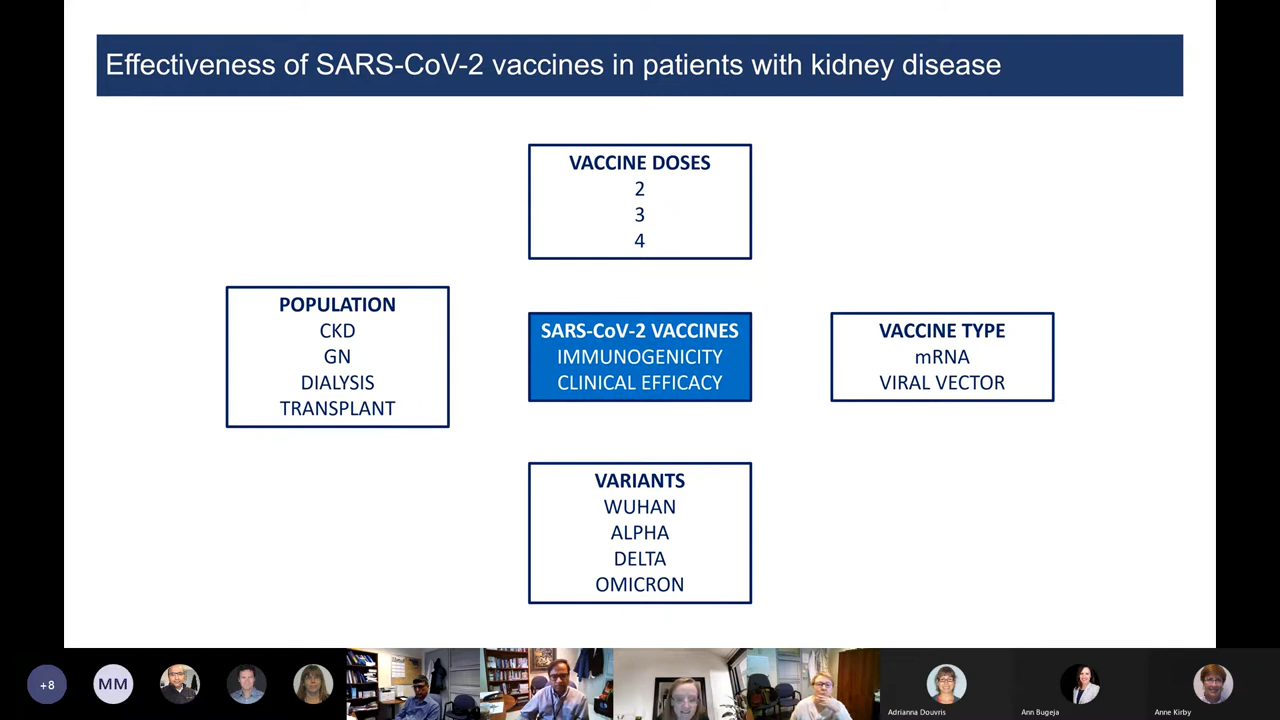 Effectiveness of SARS-CoV-2 vaccines in patients with kidney disease
VACCINE DOSES
2
3
4
POPULATION
CKD
GN
DIALYSIS
TRANSPLANT
SARS-CoV-2 VACCINES
IMMUNOGENICITY
CLINICAL EFFICACY
VACCINE TYPE
mRNA
VIRAL VECTOR
VARIANTS
WUHAN
ALPHA
DELTA
OMICRON
+8
MM
Adrianna Douvris
Ann Bugeja
Anne Kirby